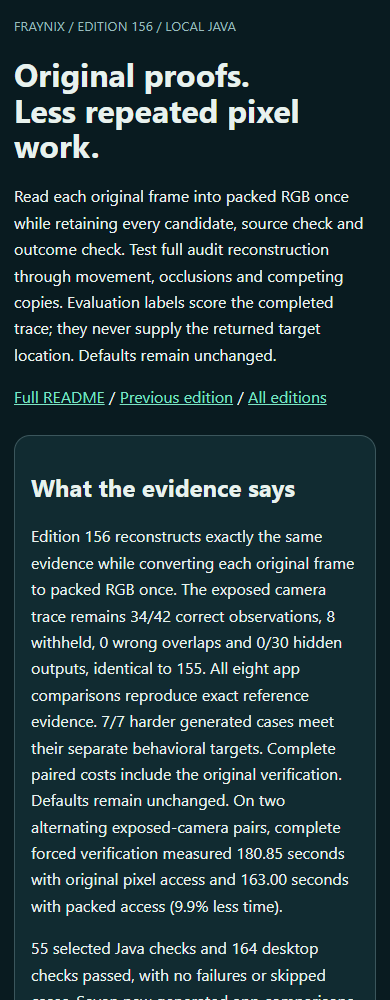 FRAYNIX / EDITION 156 / LOCAL JAVA
Original proofs.
Less repeated pixel
work.
Read each original frame into packed RGB once
while retaining every candidate, source check and
outcome check. Test full audit reconstruction
through movement, occlusions and competing
copies. Evaluation labels score the completed
trace; they never supply the returned target
location. Defaults remain unchanged.
Full README / Previous edition / All editions
What the evidence says
Edition 156 reconstructs exactly the same
evidence while converting each original frame
to packed RGB once. The exposed camera
trace remains 34/42 correct observations, 8
withheld, 0 wrong overlaps and 0/30 hidden
outputs, identical to 155. All eight app
comparisons reproduce exact reference
evidence. 7/7 harder generated cases meet
their separate behavioral targets. Complete
paired costs include the original verification.
Defaults remain unchanged. On two
alternating exposed-camera pairs, complete
forced verification measured 180.85 seconds
with original pixel access and 163.00 seconds
with packed access (9.9% less time).
55 selected Java checks and 164 desktop
checks passed, with no failures or skipped
cases. Seven new generated app comparisons